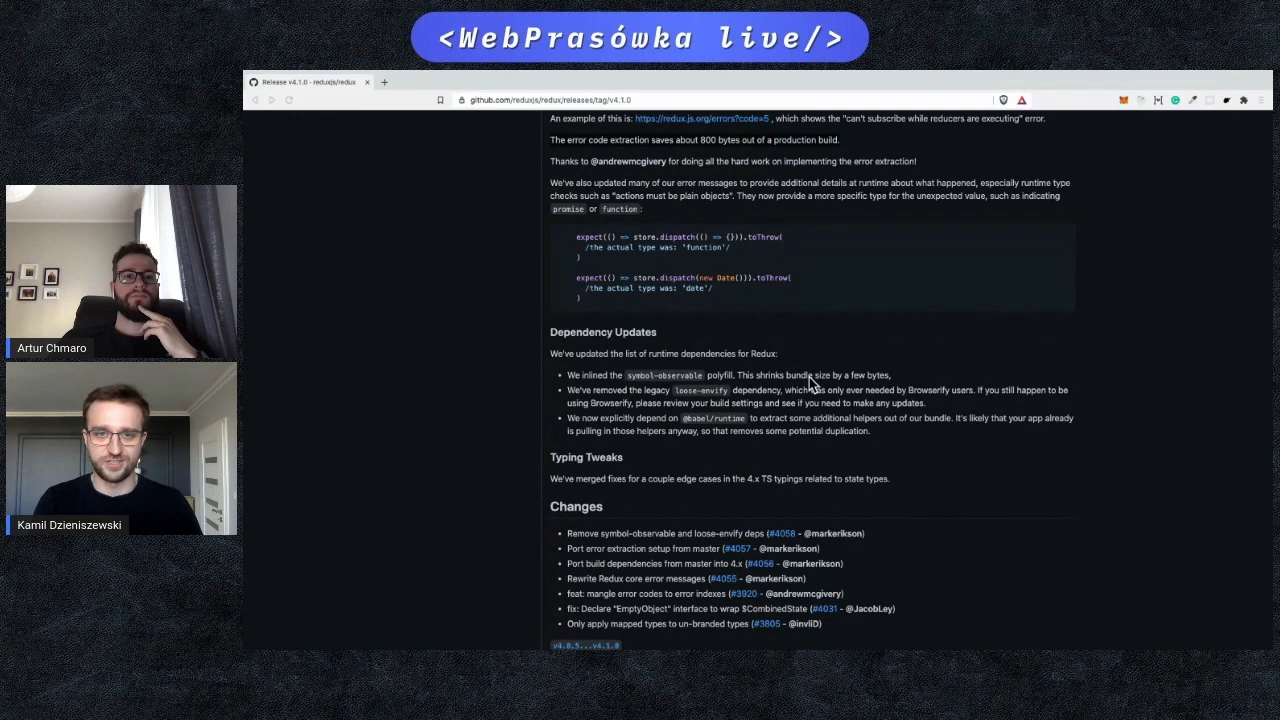 <WebPrasówka live/>
Release v4.1.0 · reduxjs/redux
github.com/reduxjs/redux/releases/tag/v4.1.0
An example of this is: https://redux.js.org/errors?code=5 , which shows the "can't subscribe while reducers are executing" error.
The error code extraction saves about 800 bytes out of a production build.
Thanks to @andrewmcgivery for doing all the hard work on implementing the error extraction!
We've also updated many of our error messages to provide additional details at runtime about what happened, especially runtime type
checks such as "actions must be plain objects". They now provide a more specific type for the unexpected value, such as indicating
promise or function :
expect(() => store.dispatch(() => {})).toThrow(
/the actual type was: 'function'/
)
expect(() => store.dispatch(new Date())).toThrow(
/the actual type was: 'date'/
)
Artur Chmaro
Dependency Updates
We've updated the list of runtime dependencies for Redux:
• We inlined the symbol-observable polyfill. This shrinks bundle size by a few bytes,
• We've removed the legacy loose-envify dependency, which was only ever needed by Browserify users. If you still happen to be
using Browserify, please review your build settings and see if you need to make any updates.
• We now explicitly depend on @babel/runtime to extract some additional helpers out of our bundle. It's likely that your app already
is pulling in those helpers anyway, so that removes some potential duplication.
Typing Tweaks
We've merged fixes for a couple edge cases in the 4.x TS typings related to state types.
Changes
Kamil Dzieniszewski
• Remove symbol-observable and loose-envify deps (#4058 - @markerikson)
• Port error extraction setup from master (#4057 - @markerikson)
• Port build dependencies from master into 4.x (#4056 - @markerikson)
• Rewrite Redux core error messages (#4055 - @markerikson)
• feat: mangle error codes to error indexes (#3920 - @andrewmcgivery)
• fix: Declare "EmptyObject" interface to wrap $CombinedState (#4031 - @JacobLey)
• Only apply mapped types to un-branded types (#3805 - @invliD)
v4.0.5...v4.1.0